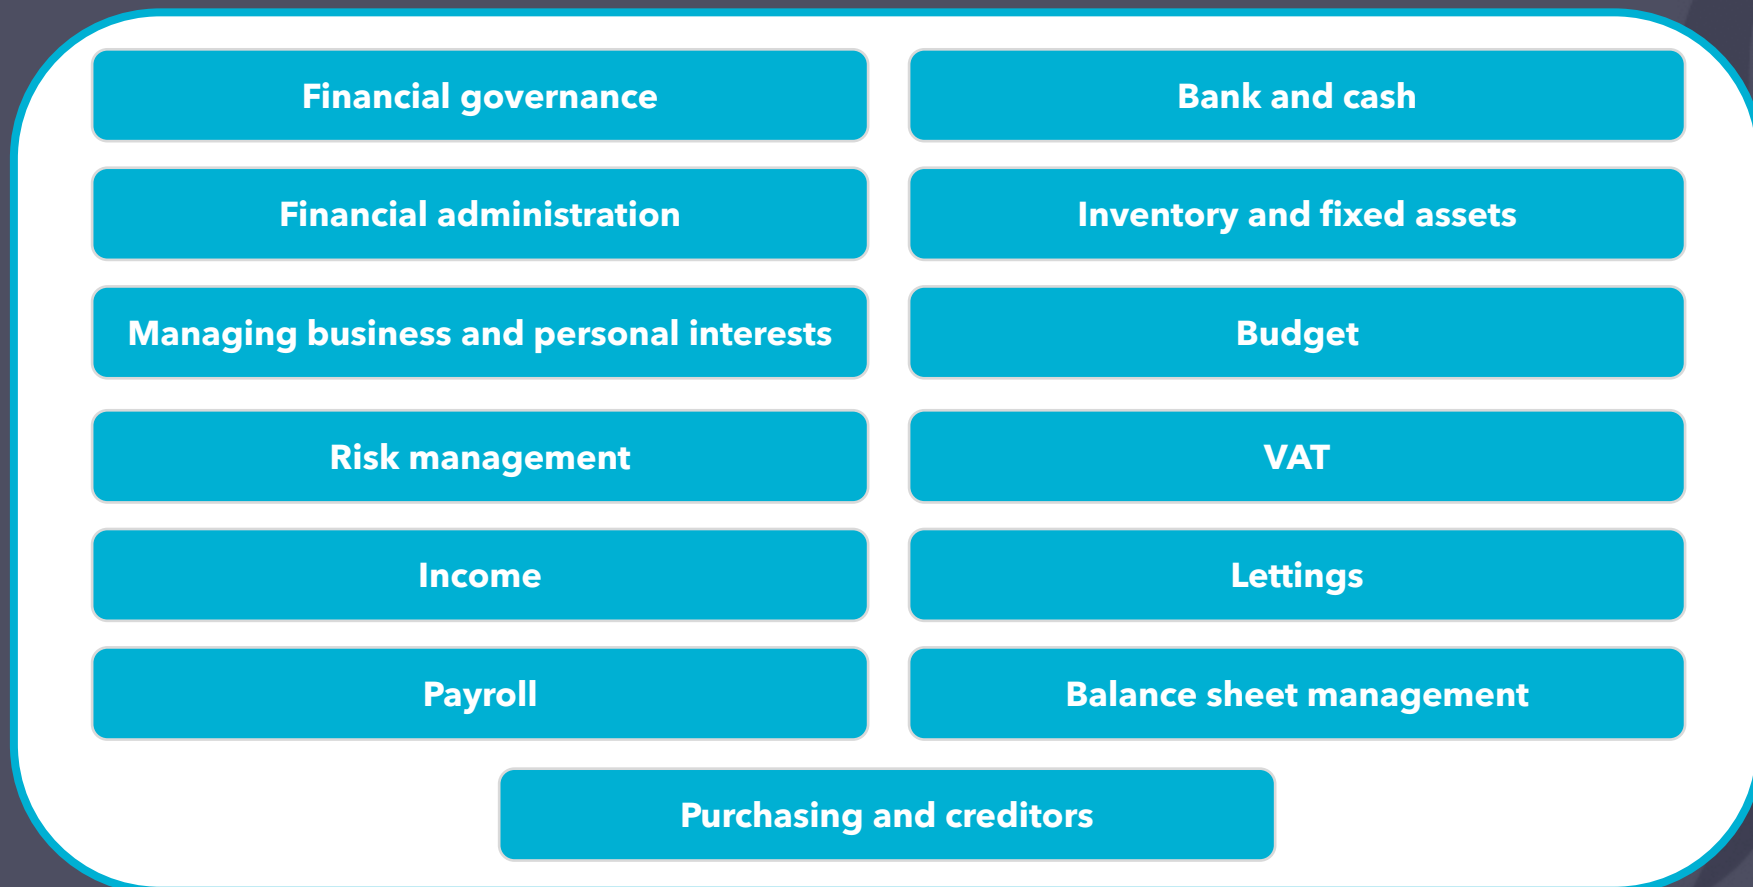 Financial governance
Bank and cash
Financial administration
Inventory and fixed assets
Managing business and personal interests
Budget
Risk management
VAT
Income
Lettings
Payroll
Balance sheet management
Purchasing and creditors